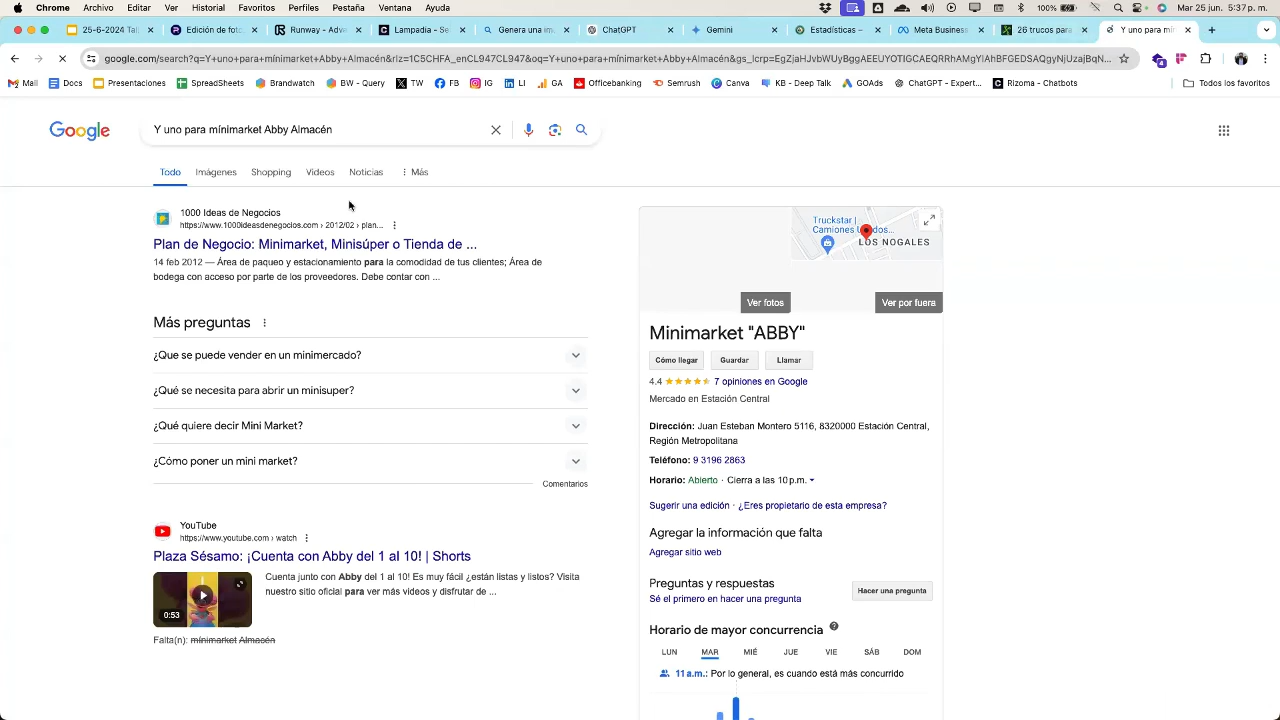 Chrome Archivo Editar Ver Historial Favoritos Perfiles Pestaña Ventana Ayuda 100% Mar 25 jun. 5:37 p.m.
25-6-2024 Edición de foto Runway - Adva Lampadia - Se Genera una ChatGPT Gemini Estadísticas – Meta Business 26 trucos para Y uno para mí
google.com/search?q=Y+uno+para+mínimarket+Abby+Almacén&
Mail Docs Presentaciones SpreadSheets Brandwatch BW - Query TW FB IG LI GA Officebanking Semrush Canva KB - Deep Talk GOAds ChatGPT - Expert... Rizoma - Chatbots Todos los favoritos
Google
Y uno para mínimarket Abby Almacén
Todo Imágenes Shopping Videos Noticias Más
1000 Ideas de Negocios
https://www.1000ideasdenegocios.com › 2012/02 › plan...
Plan de Negocio: Minimarket, Minisúper o Tienda de ...
14 feb 2012 — Área de paqueo y estacionamiento para la comodidad de tus clientes; Área de
bodega con acceso por parte de los proveedores. Debe contar con ...
Más preguntas
¿Que se puede vender en un minimercado?
¿Qué se necesita para abrir un minisuper?
¿Qué quiere decir Mini Market?
¿Cómo poner un mini market?
Comentarios
YouTube
https://www.youtube.com › watch
Plaza Sésamo: ¡Cuenta con Abby del 1 al 10! | Shorts
Cuenta junto con Abby del 1 al 10! Es muy fácil ¿están listas y listos? Visita
nuestro sitio oficial para ver más videos y disfrutar de ...
0:53
Falta(n): mínimarket Almacén
Truckstar |
Camiones Usados...
LOS NOGALES
Ver fotos Ver por fuera
Minimarket "ABBY"
Cómo llegar Guardar Llamar
4.4 7 opiniones en Google
Mercado en Estación Central
Dirección: Juan Esteban Montero 5116, 8320000 Estación Central,
Región Metropolitana
Teléfono: 9 3196 2863
Horario: Abierto · Cierra a las 10 p.m.
Sugerir una edición · ¿Eres propietario de esta empresa?
Agregar la información que falta
Agregar sitio web
Preguntas y respuestas
Sé el primero en hacer una pregunta
Hacer una pregunta
Horario de mayor concurrencia
LUN MAR MIÉ JUE VIE SÁB DOM
11 a.m.: Por lo general, es cuando está más concurrido